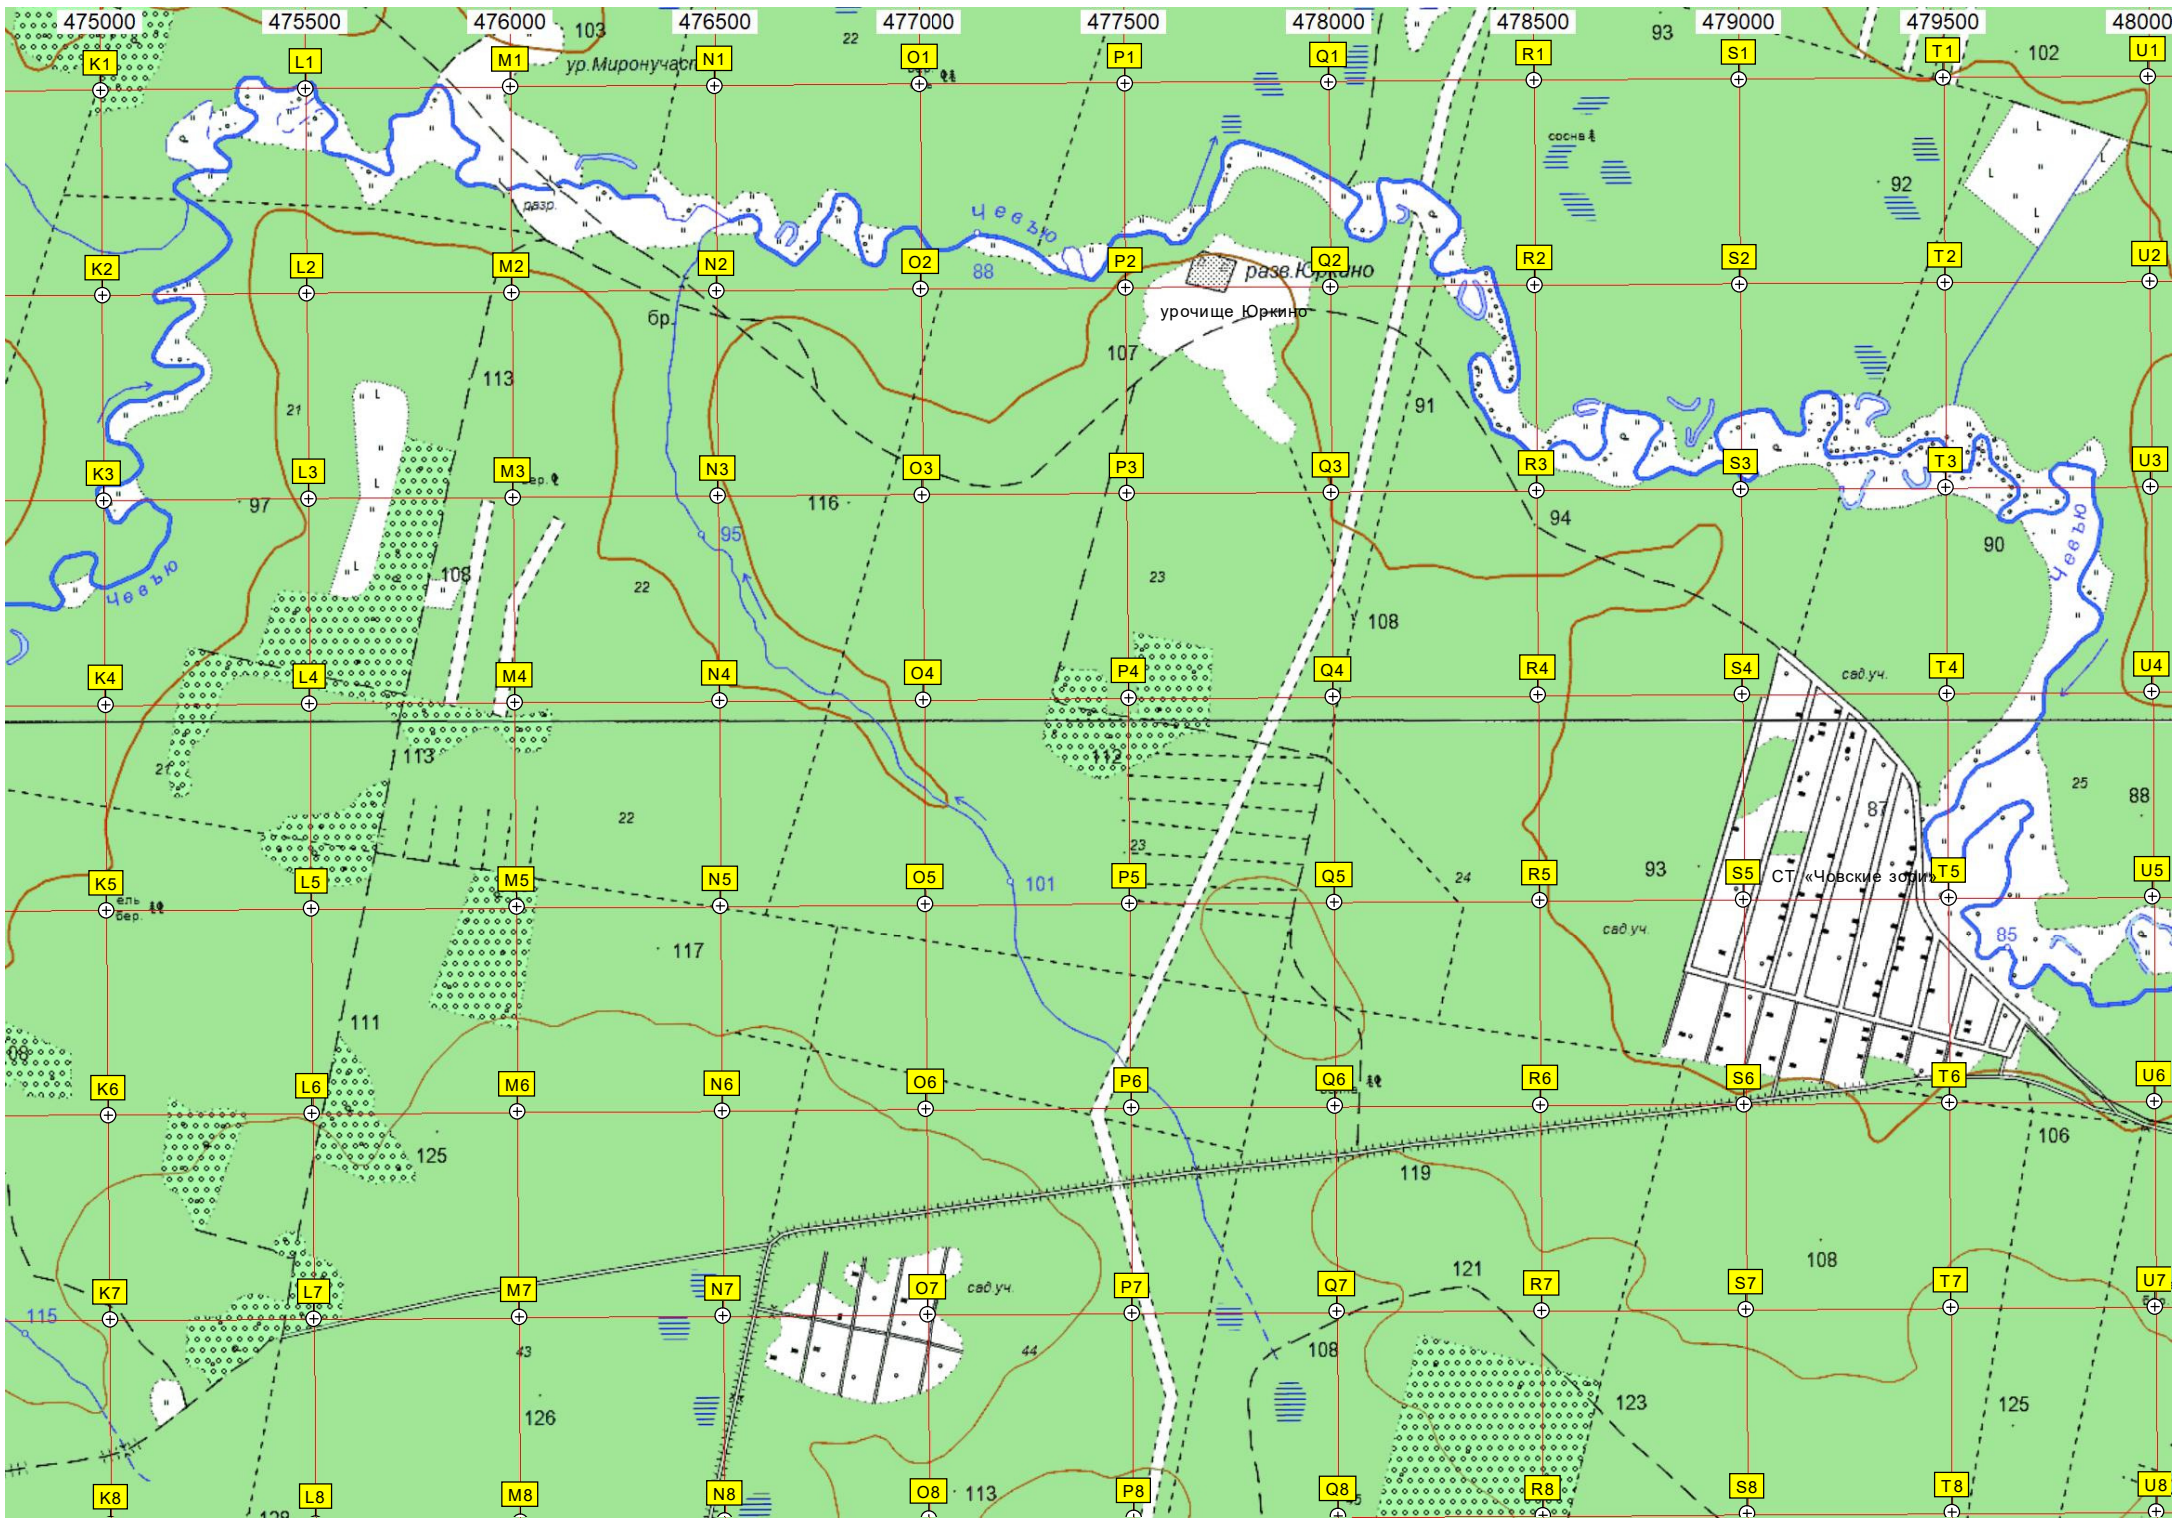 475000 475500 476000 476500 477000 477500 478000 478500 479000 479500 480000
103 22 93 102
K1 L1 M1 N1 O1 P1 Q1 R1 S1 T1 U1
ур.Миронучаст
сосна
92
разр.
Чевъю
88
K2 L2 M2 N2 O2 P2 Q2 R2 S2 T2 U2
разв.Юркино
урочище Юркино
бр.
113 107
21 91
K3 L3 M3 N3 O3 P3 Q3 R3 S3 T3 U3
бер.
97 116 94
95 90
Чевъю
108 22 23
Чевъю
108
K4 L4 M4 N4 O4 P4 Q4 R4 S4 T4 U4
сад.уч.
113 112
21 25 88
22 87
23
K5 L5 M5 N5 O5 P5 Q5 R5 S5 T5 U5
101 24 93
СТ «Човские зори»
ель
бер.
сад.уч.
117 85
111
08
K6 L6 M6 N6 O6 P6 Q6 R6 S6 T6 U6
125 119 106
108
121
K7 L7 M7 N7 O7 P7 Q7 R7 S7 T7 U7
сад.уч.
115
43 44 108
126 123 125
K8 L8 M8 N8 O8 P8 Q8 R8 S8 T8 U8
113
128